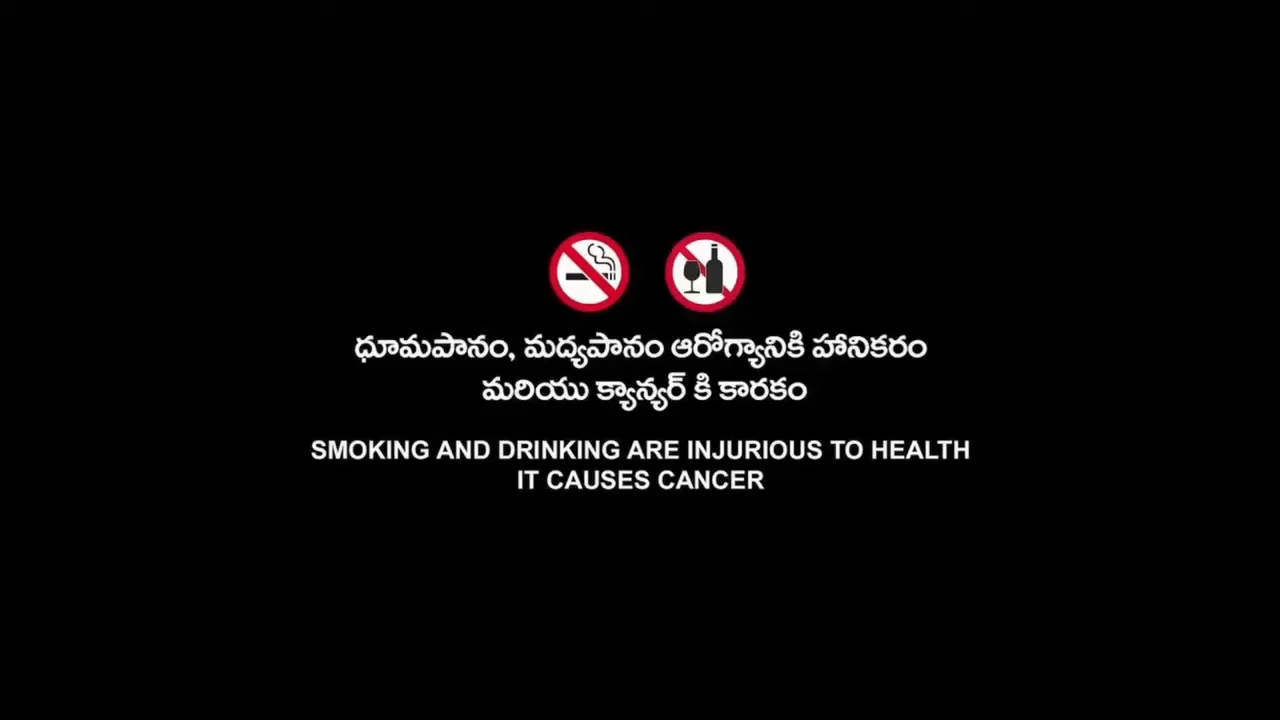 ధూమపానం, మద్యపానం ఆరోగ్యానికి హానికరం
మరియు క్యాన్సర్ కి కారకం
SMOKING AND DRINKING ARE INJURIOUS TO HEALTH
IT CAUSES CANCER